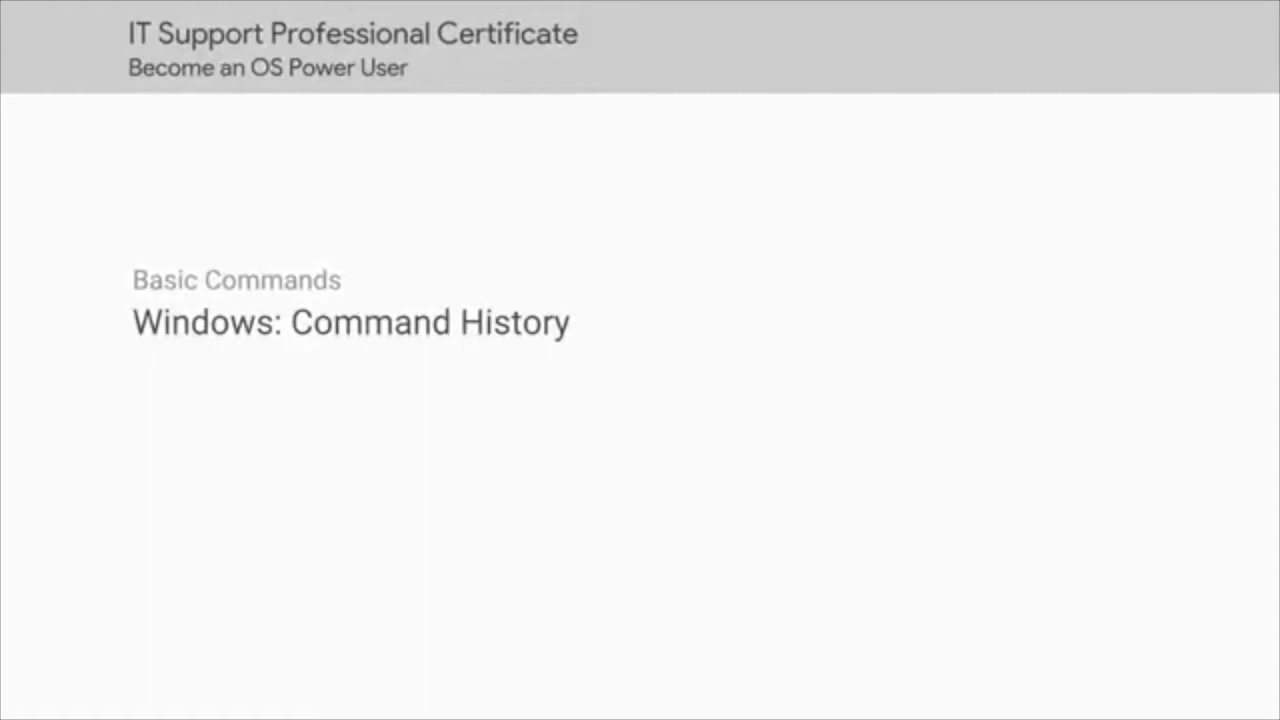 IT Support Professional Certificate
Become an OS Power User
Basic Commands
Windows: Command History